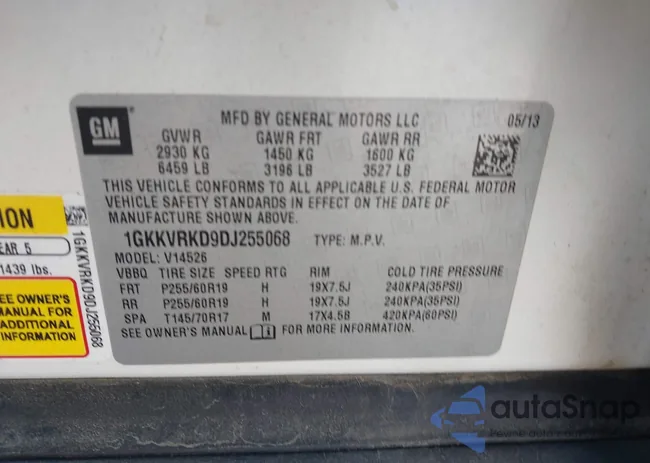 GM
MFD BY GENERAL MOTORS LLC 05/13
GVWR GAWR FRT GAWR RR
2930 KG 1450 KG 1600 KG
6459 LB 3196 LB 3527 LB
THIS VEHICLE CONFORMS TO ALL APPLICABLE U.S. FEDERAL MOTOR
VEHICLE SAFETY STANDARDS IN EFFECT ON THE DATE OF
MANUFACTURE SHOWN ABOVE.
1GKKVRKD9DJ255068 TYPE: M.P.V.
MODEL: V14526
VBBQ TIRE SIZE SPEED RTG RIM COLD TIRE PRESSURE
FRT P255/60R19 H 19X7.5J 240KPA(35PSI)
RR P255/60R19 H 19X7.5J 240KPA(35PSI)
SPA T145/70R17 M 17X4.5B 420KPA(60PSI)
SEE OWNER'S MANUAL FOR MORE INFORMATION.
ION
EAR 5
1439 lbs.
SEE OWNER'S
MANUAL FOR
ADDITIONAL
INFORMATION
1GKKVRKD9DJ255068
autoSnap